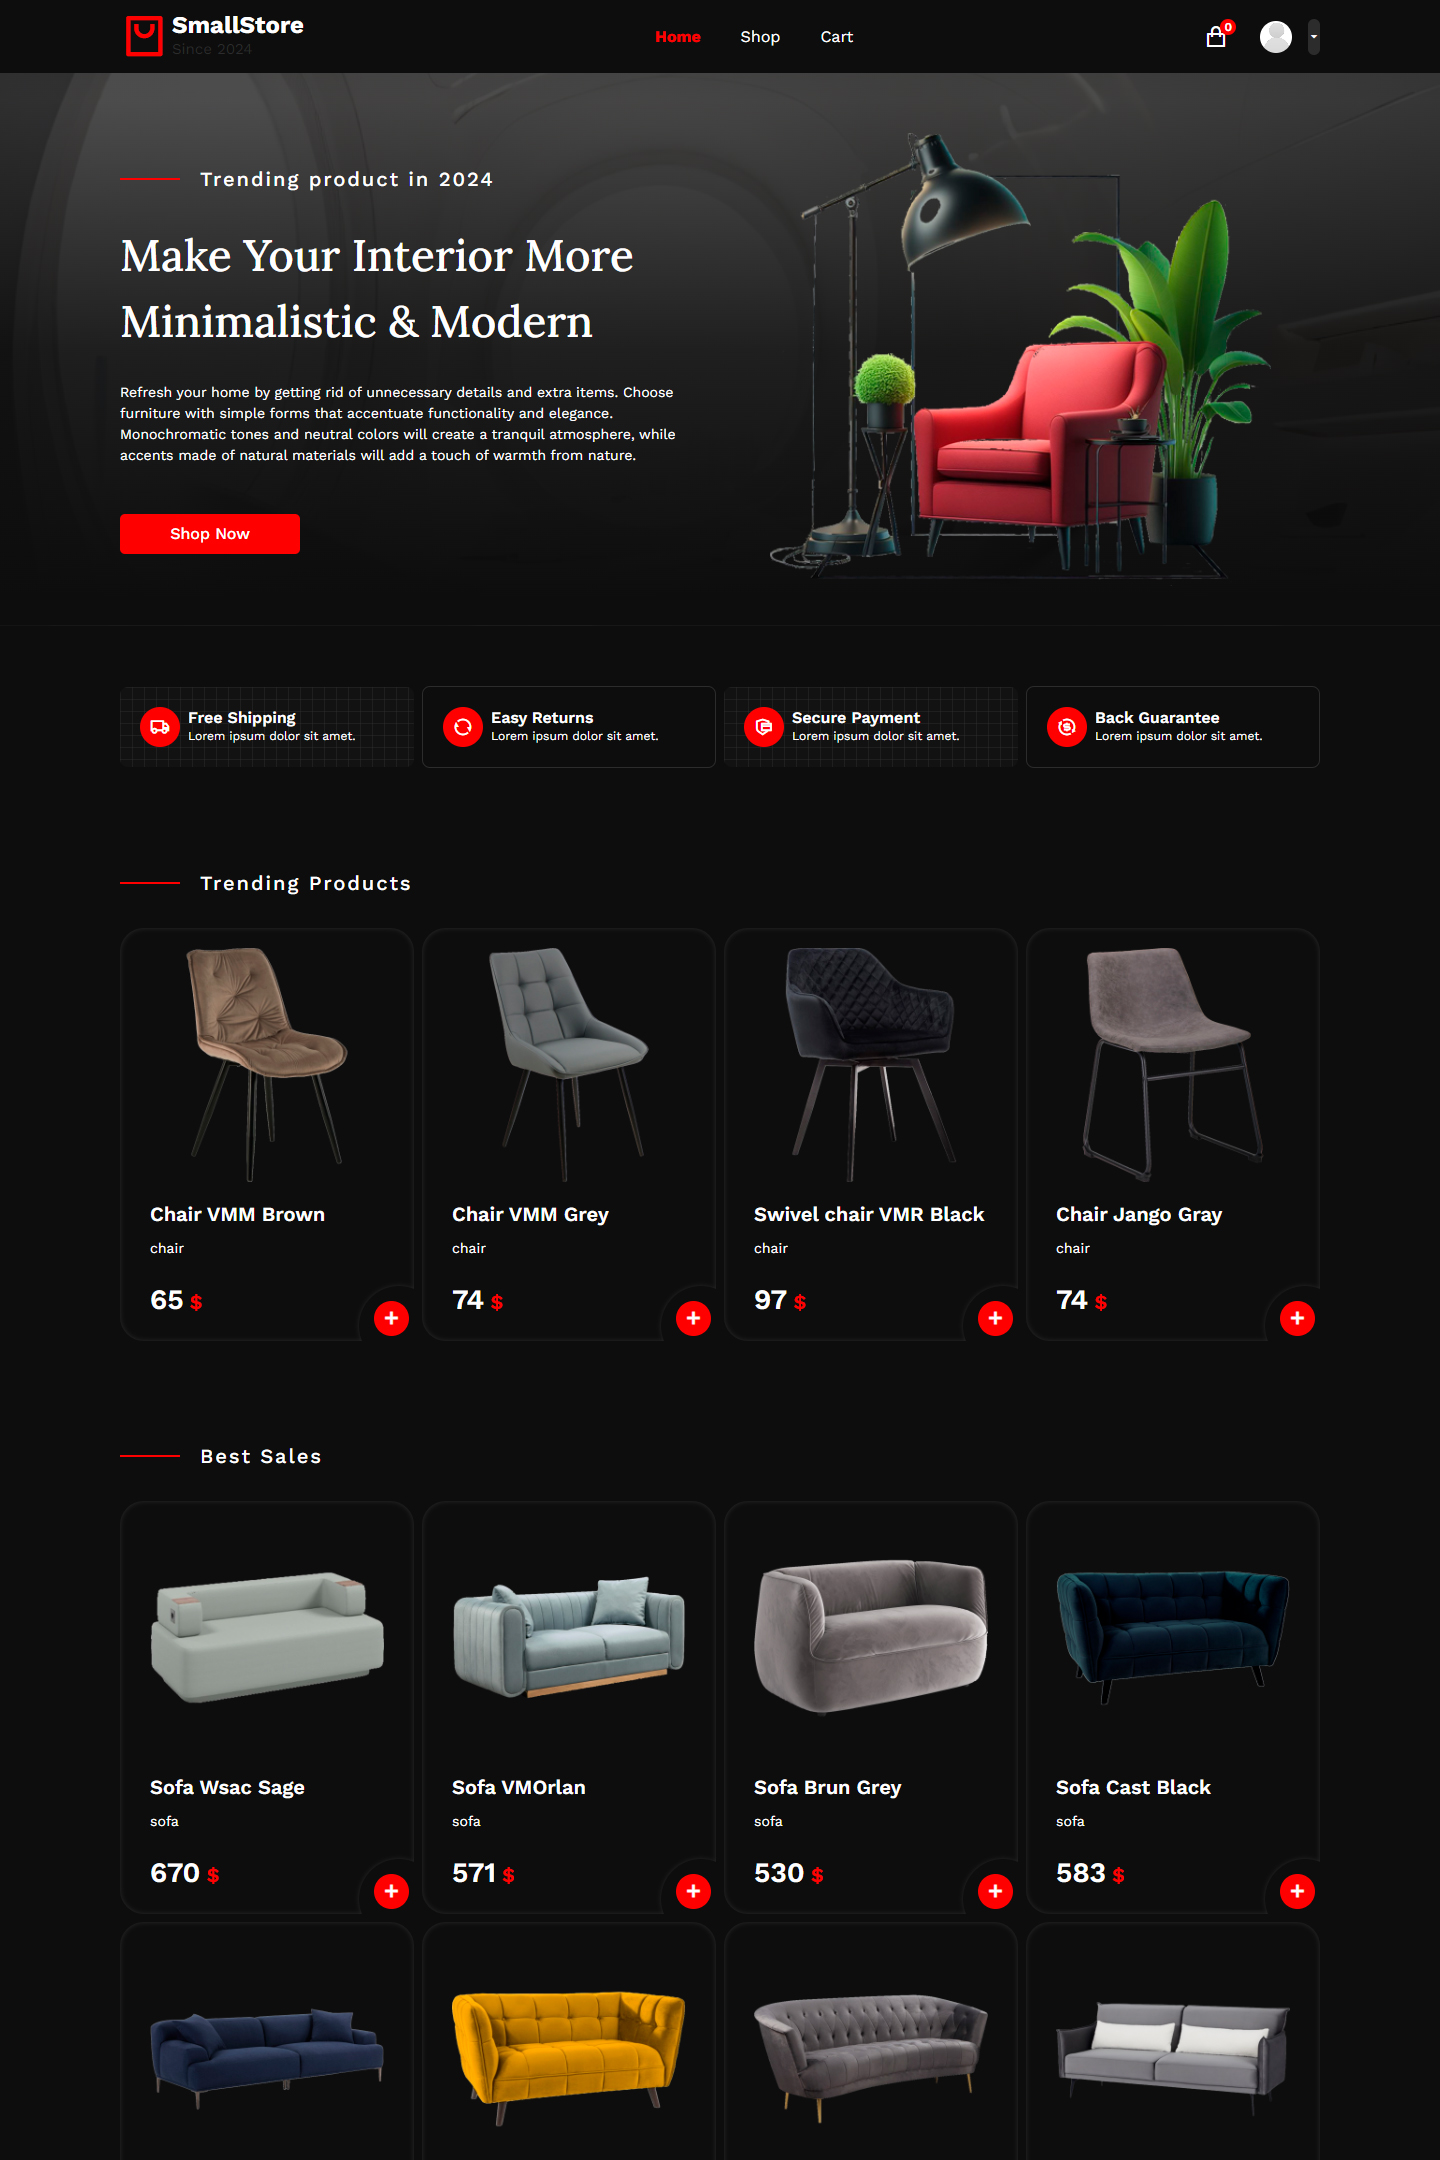 SmallStore
Since 2024
Home
Shop
Cart
0
Trending product in 2024
Make Your Interior More
Minimalistic & Modern
Refresh your home by getting rid of unnecessary details and extra items. Choose
furniture with simple forms that accentuate functionality and elegance.
Monochromatic tones and neutral colors will create a tranquil atmosphere, while
accents made of natural materials will add a touch of warmth from nature.
Shop Now
Free Shipping
Lorem ipsum dolor sit amet.
Easy Returns
Lorem ipsum dolor sit amet.
Secure Payment
Lorem ipsum dolor sit amet.
Back Guarantee
Lorem ipsum dolor sit amet.
Trending Products
Chair VMM Brown
chair
65 $
+
Chair VMM Grey
chair
74 $
+
Swivel chair VMR Black
chair
97 $
+
Chair Jango Gray
chair
74 $
+
Best Sales
Sofa Wsac Sage
sofa
670 $
+
Sofa VMOrlan
sofa
571 $
+
Sofa Brun Grey
sofa
530 $
+
Sofa Cast Black
sofa
583 $
+